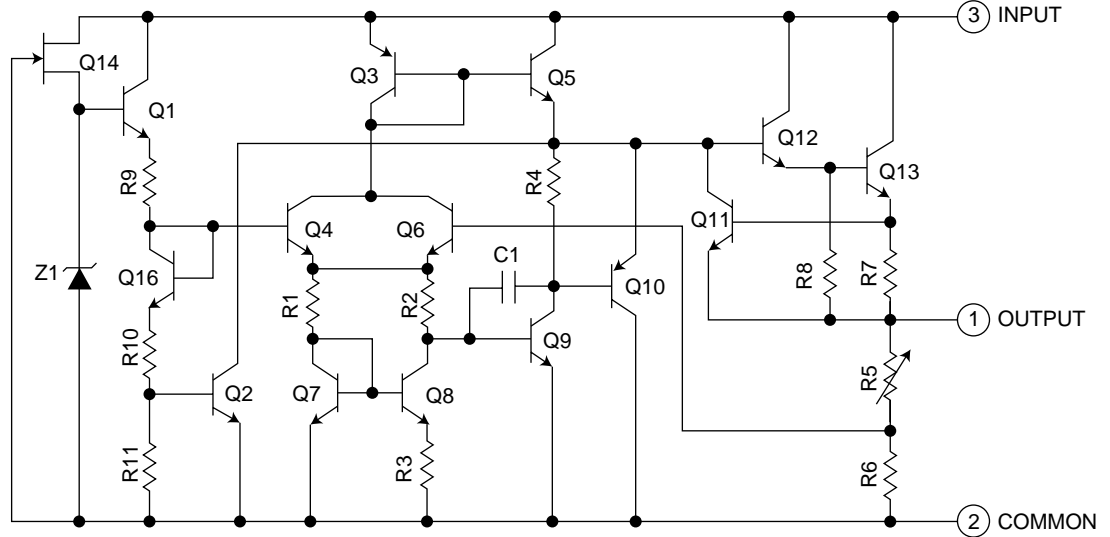 3 INPUT
Q14
Q3
Q5
Q1
Q12
Q13
R9
R4
Q4
Q6
Q11
C1
Z1
Q16
R1
R2
Q10
R8
R7
1 OUTPUT
R10
Q9
R5
Q2
Q7
Q8
R11
R3
R6
2 COMMON